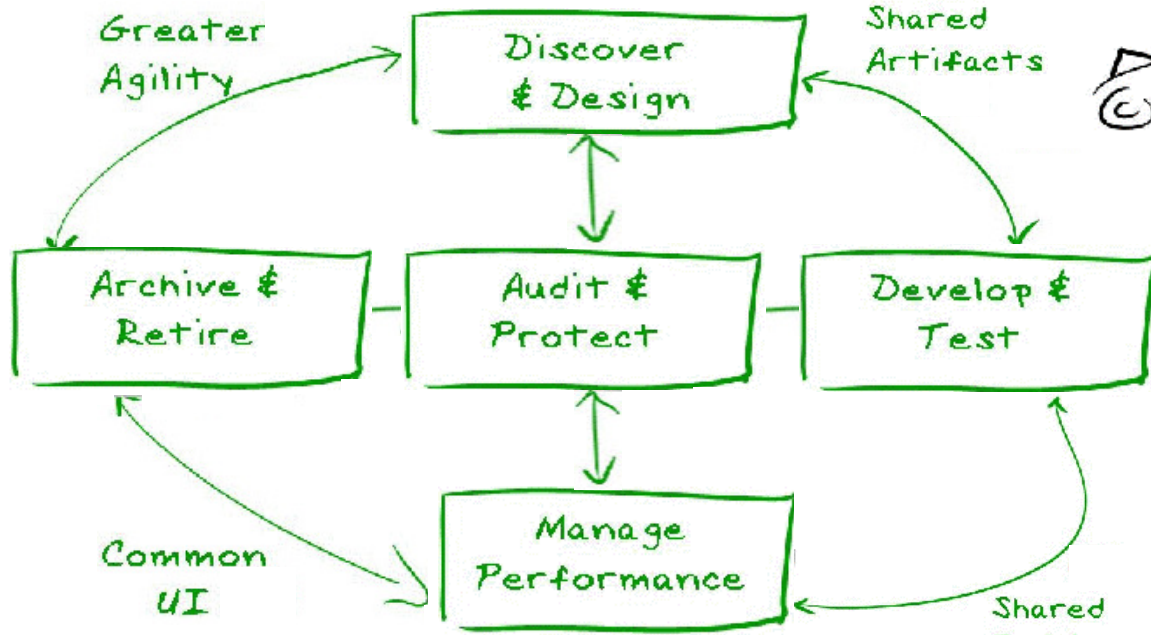 Greater
Agility
Discover
& Design
Shared
Artifacts
Archive &
Retire
Audit &
Protect
Develop &
Test
Common
UI
Manage
Performance
Shared